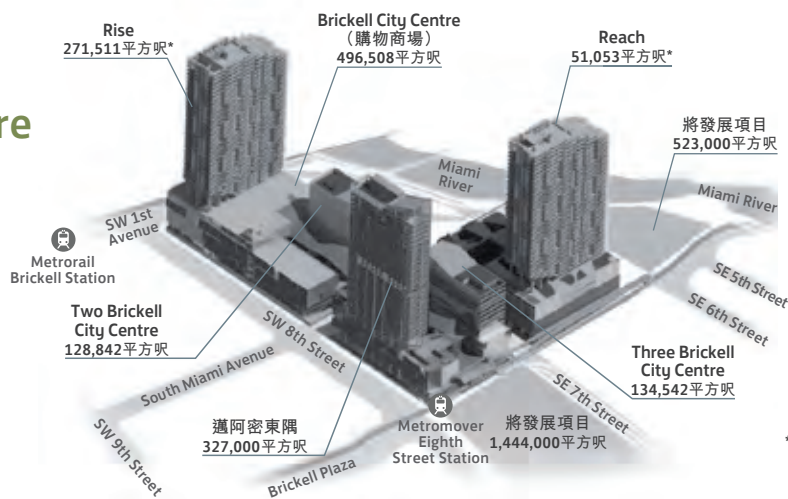 Rise
271,511平方呎*
Brickell City Centre
（購物商場）
496,508平方呎
Reach
51,053平方呎*
re
將發展項目
523,000平方呎
Miami
River
Miami River
SW 1st
Avenue
Metrorail
Brickell Station
SE 5th Street
SE 6th Street
Two Brickell
City Centre
128,842平方呎
SW 8th Street
South Miami Avenue
Three Brickell
City Centre
134,542平方呎
SE 7th Street
邁阿密東隅
327,000平方呎
Metromover
Eighth
Street Station
將發展項目
1,444,000平方呎
SW 9th Street
Brickell Plaza
*